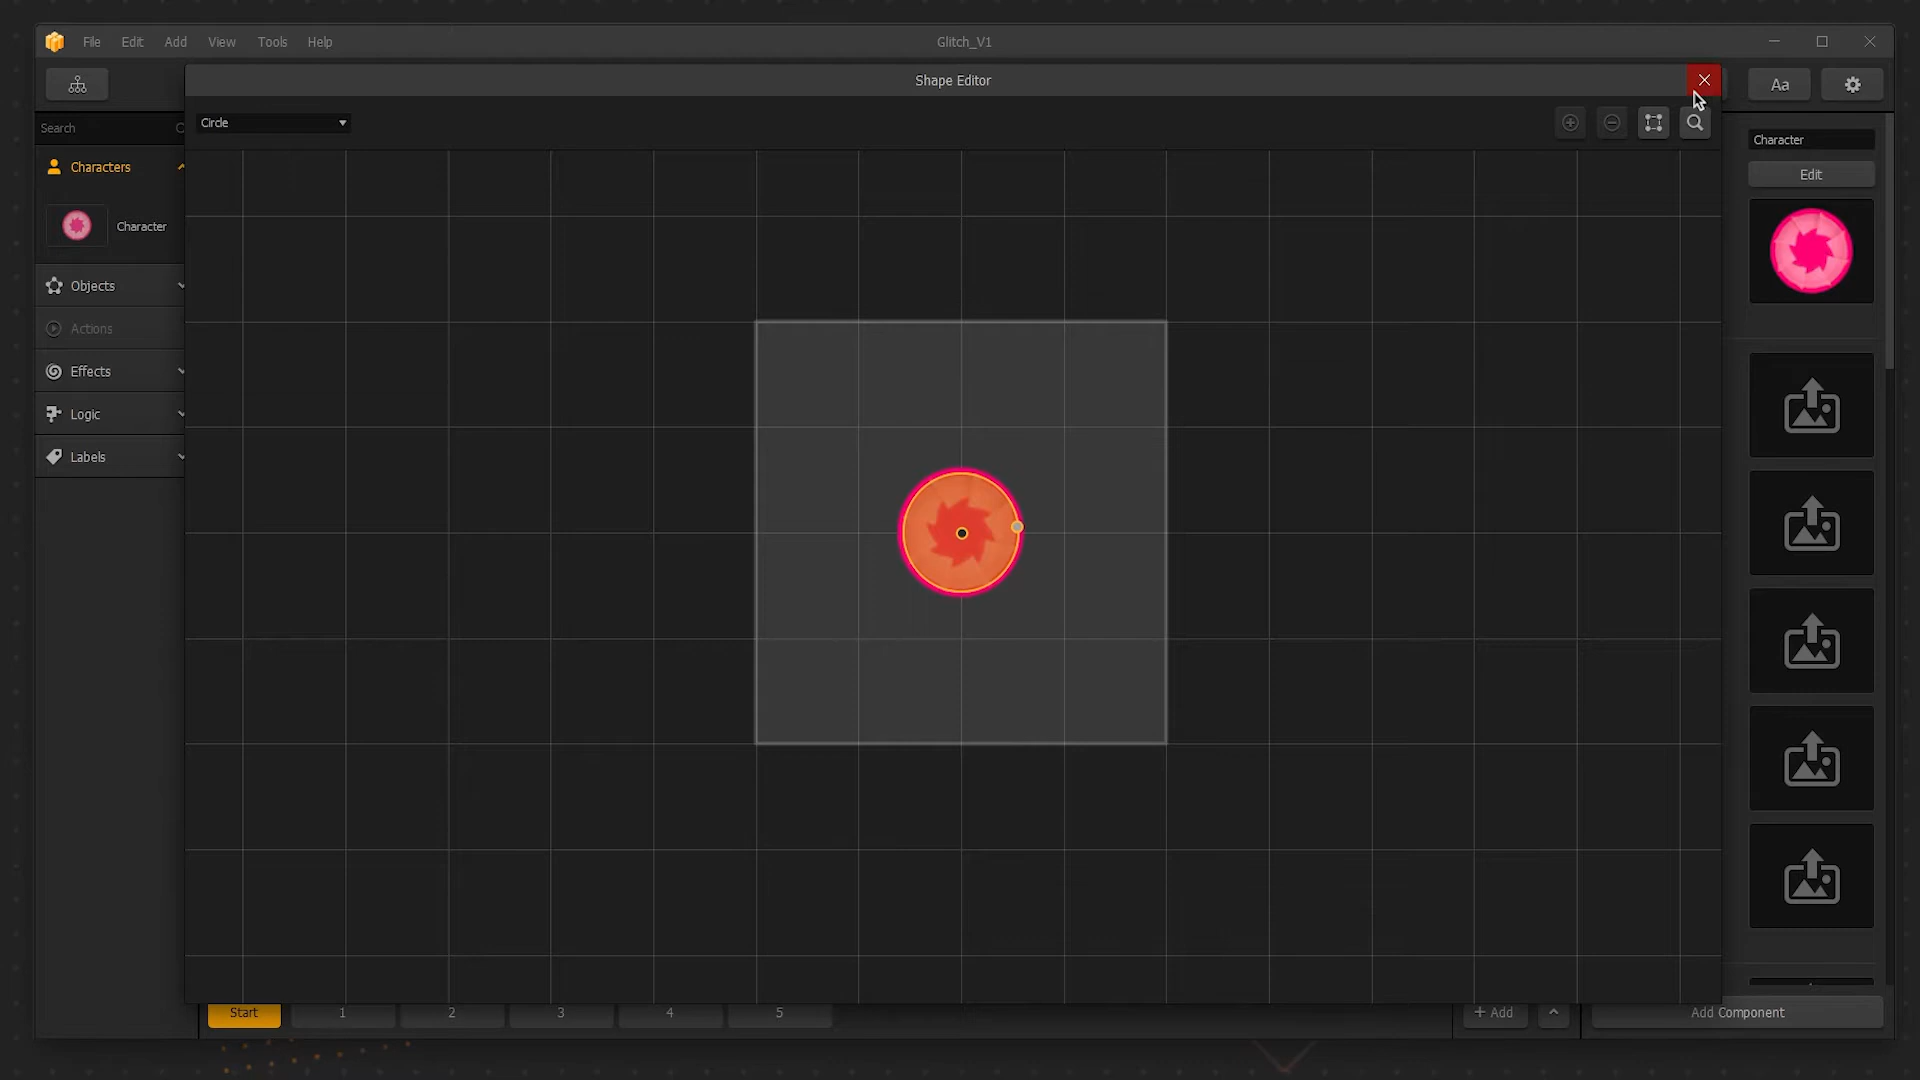 File Edit Add View Tools Help
Glitch_V1
Shape Editor
Aa
Circle
Search
Characters
Character
Objects
Actions
Effects
Logic
Labels
Character
Edit
Start 1 2 3 4 5
+ Add
Add Component